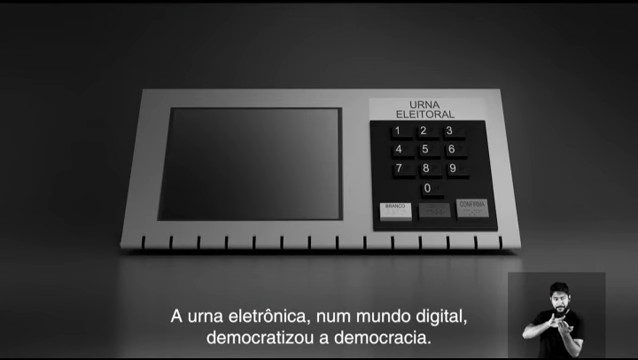 URNA
ELEITORAL
1 2 3
4 5 6
7 8 9
0
BRANCO CONFIRMA
A urna eletrônica, num mundo digital,
democratizou a democracia.